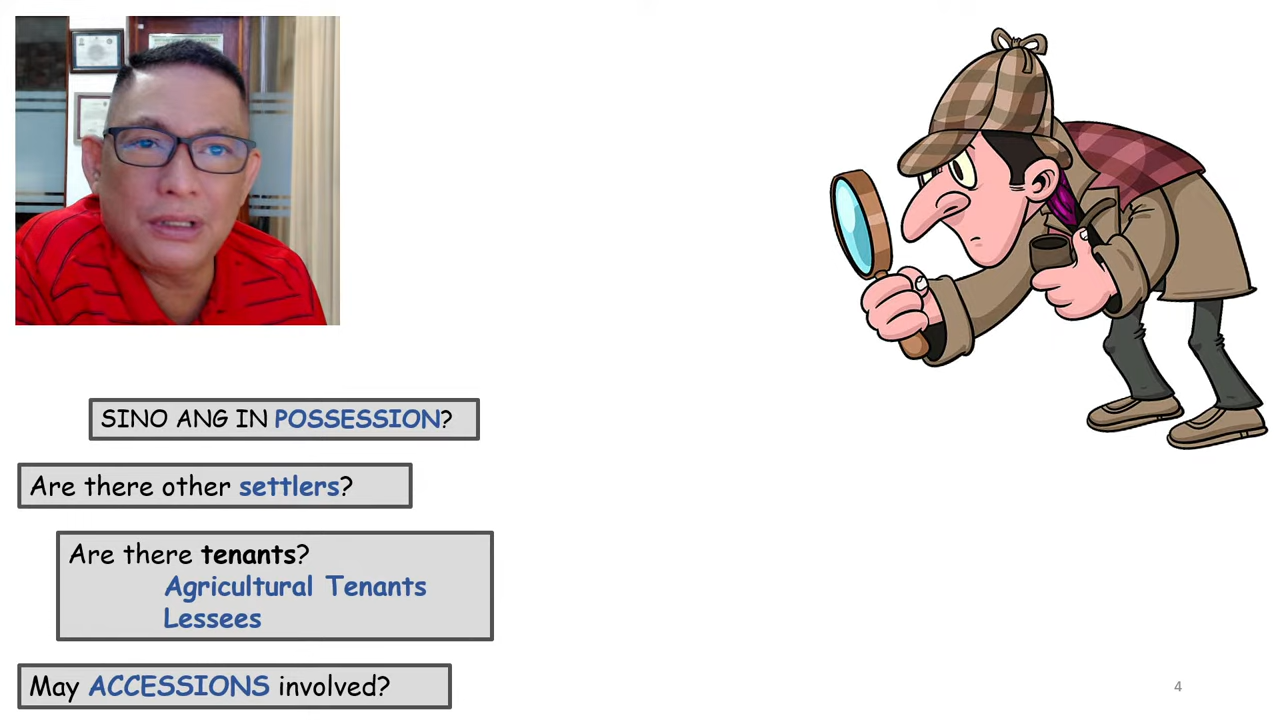 SINO ANG IN POSSESSION?
Are there other settlers?
Are there tenants?
Agricultural Tenants
Lessees
May ACCESSIONS involved?
4